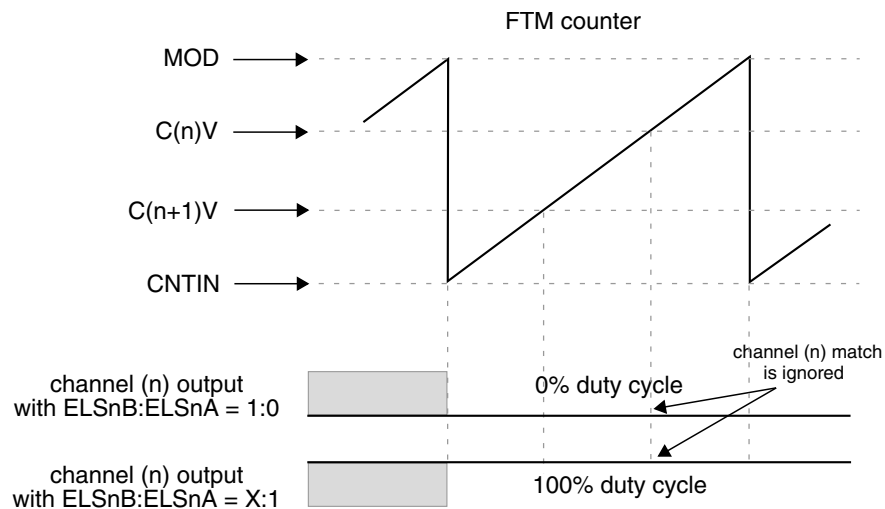 FTM counter
MOD
C(n)V
C(n+1)V
CNTIN
channel (n) match
is ignored
channel (n) output
with ELSnB:ELSnA = 1:0
0% duty cycle
channel (n) output
with ELSnB:ELSnA = X:1
100% duty cycle